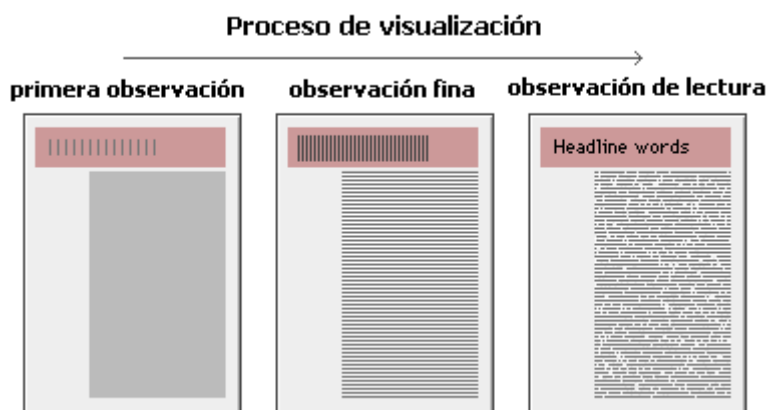 Proceso de visualización
primera observación
observación fina
observación de lectura
Headline words